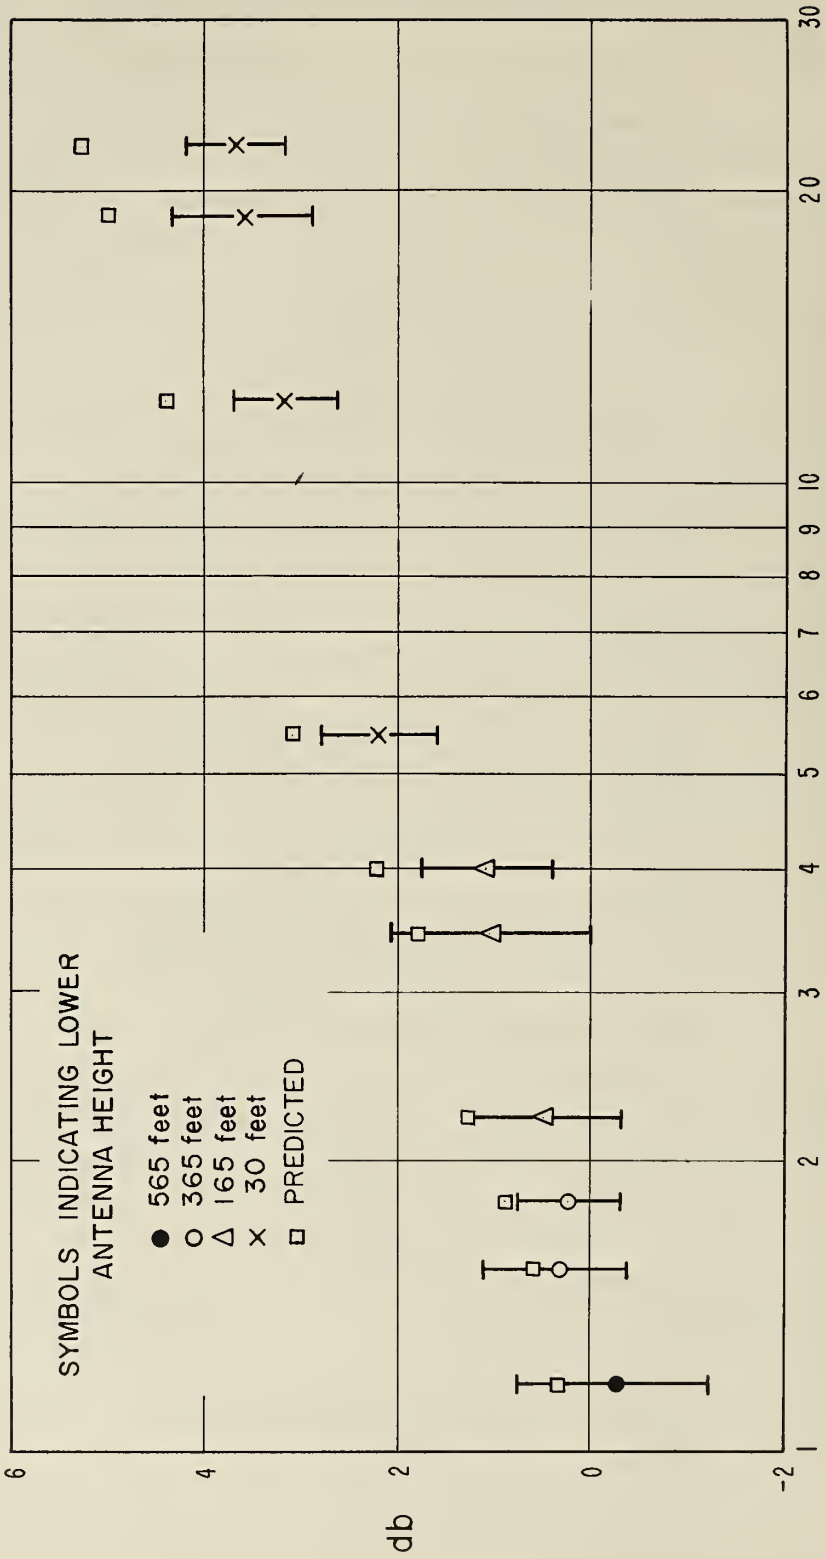 SYMBOLS INDICATING LOWER
ANTENNA HEIGHT
● 565 feet
○ 365 feet
△ 165 feet
× 30 feet
□ PREDICTED
6
4
2
0
-2
db
1
2
3
4
5
6
7
8
9
10
20
30